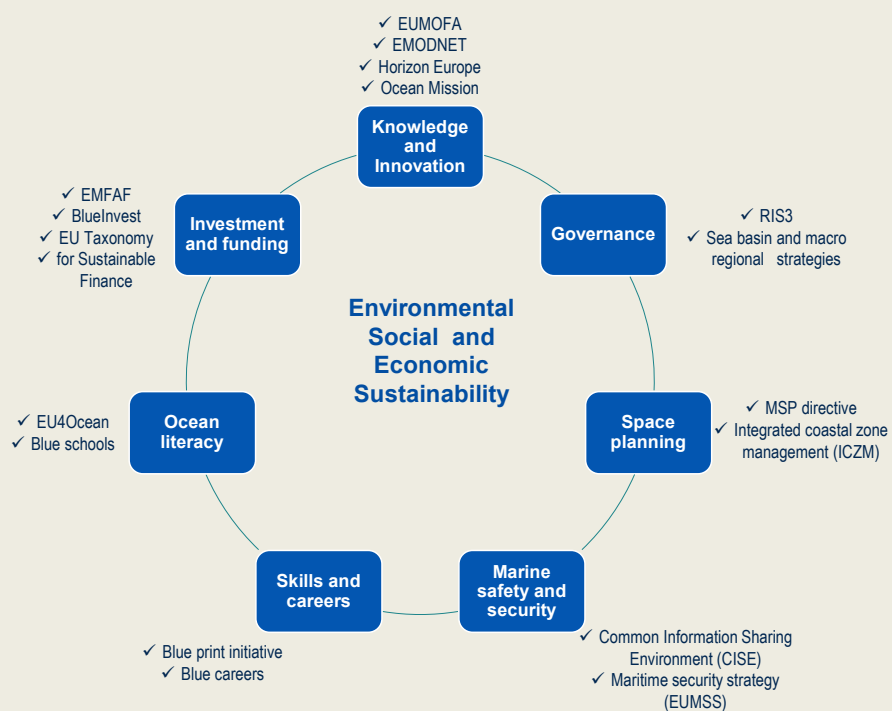 ✓ EUMOFA
✓ EMODNET
✓ Horizon Europe
✓ Ocean Mission
Knowledge
and
Innovation
Governance
✓ RIS3
✓ Sea basin and macro
regional strategies
Space
planning
✓ MSP directive
✓ Integrated coastal zone
management (ICZM)
Marine
safety and
security
✓ Common Information Sharing
Environment (CISE)
✓ Maritime security strategy
(EUMSS)
Skills and
careers
✓ Blue print initiative
✓ Blue careers
Ocean
literacy
✓ EU4Ocean
✓ Blue schools
Investment
and funding
✓ EMFAF
✓ BlueInvest
✓ EU Taxonomy
✓ for Sustainable
Finance
Environmental
Social and
Economic
Sustainability